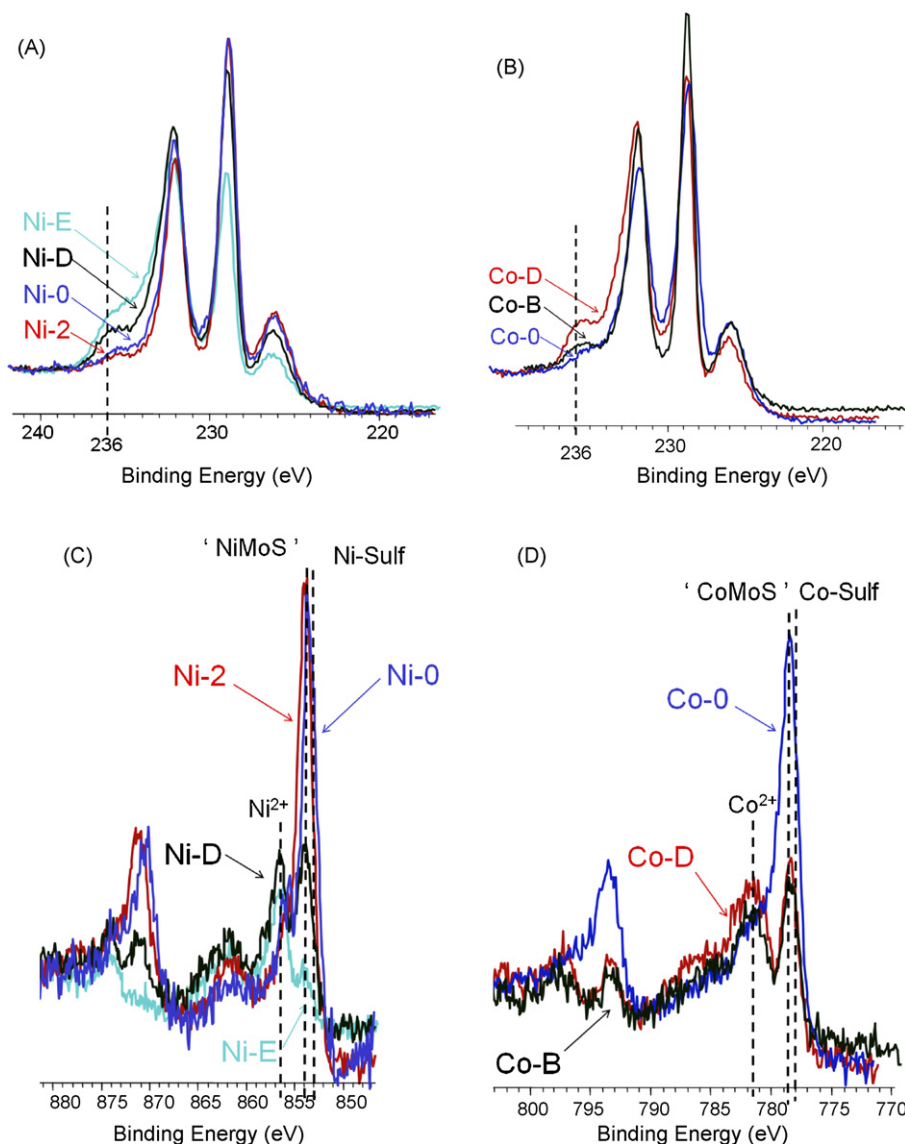 (A)
Ni-E
Ni-D
Ni-0
Ni-2
240 236 230 220
Binding Energy (eV)
(B)
Co-D
Co-B
Co-0
236 230 220
Binding Energy (eV)
(C)
‘ NiMoS ’ Ni-Sulf
Ni-2
Ni-0
Ni²⁺
Ni-D
Ni-E
880 875 870 865 860 855 850
Binding Energy (eV)
(D)
‘ CoMoS ’ Co-Sulf
Co-0
Co²⁺
Co-D
Co-B
800 795 790 785 780 775 770
Binding Energy (eV)